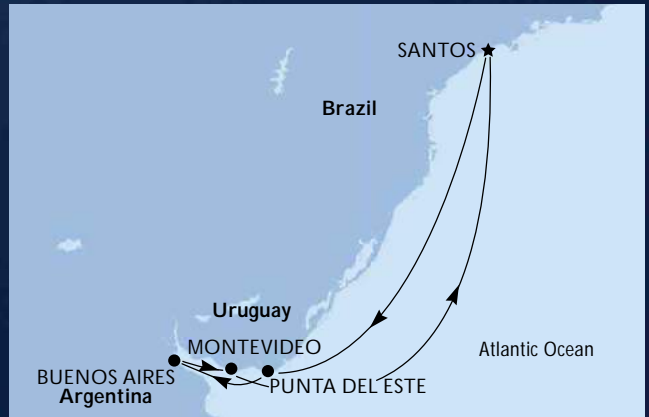 SANTOS
Brazil
Uruguay
MONTEVIDEO
Atlantic Ocean
BUENOS AIRES
PUNTA DEL ESTE
Argentina